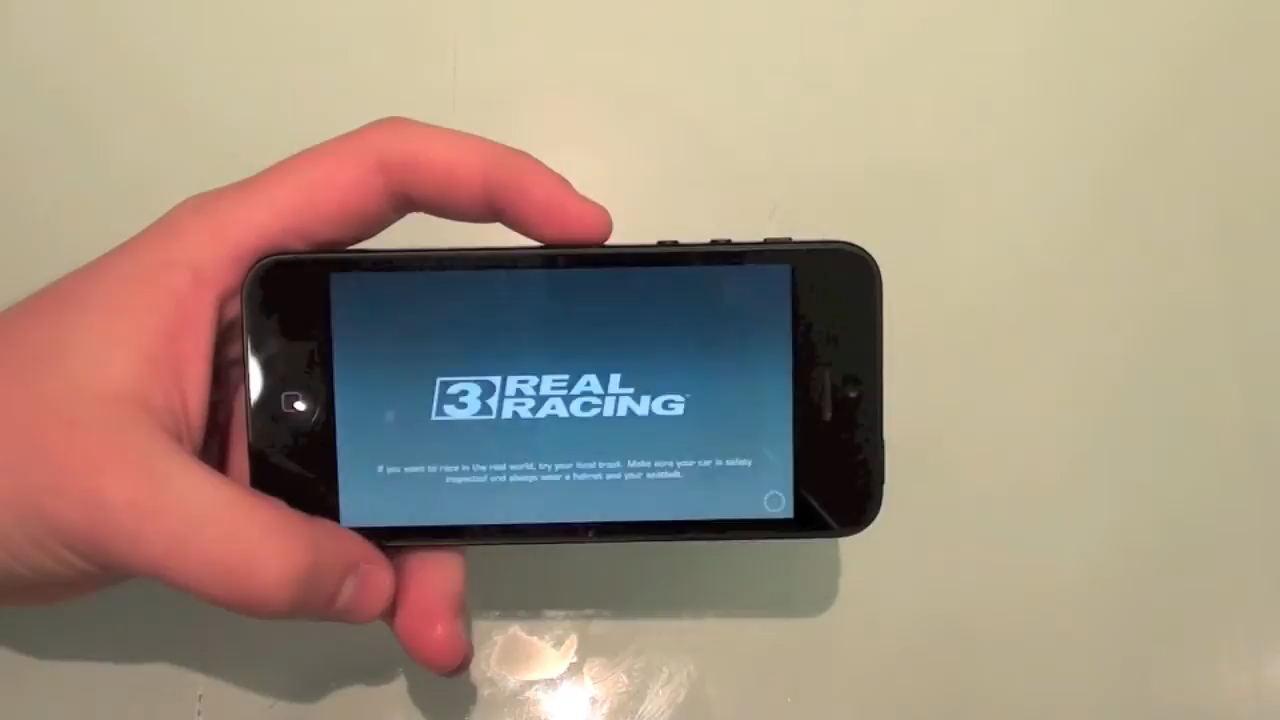 3 REAL
RACING™
If you want to race in the real world, try your local track. Make sure your car is safety
inspected and always wear a helmet and your seatbelt.